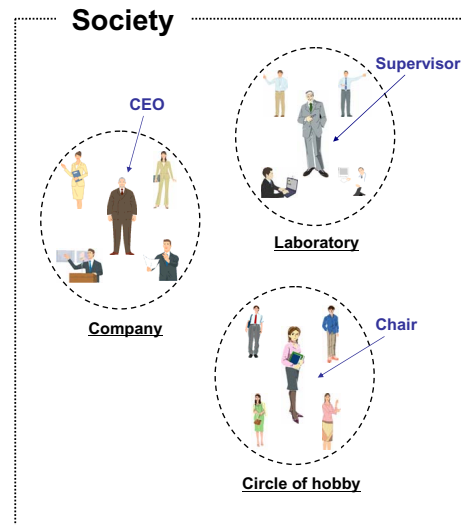 Society
Supervisor
CEO
Laboratory
Company
Chair
Circle of hobby